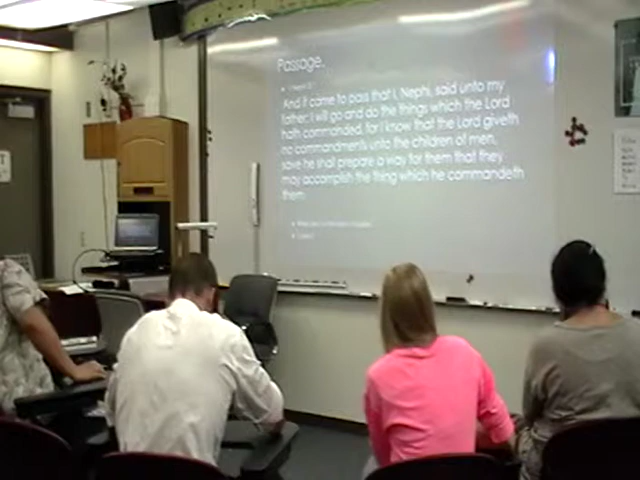 Passage.
And it came to pass that I, Nephi, said unto my
father: I will go and do the things which the Lord
hath commanded, for I know that the Lord giveth
no commandments unto the children of men,
save he shall prepare a way for them that they
may accomplish the thing which he commandeth
them.